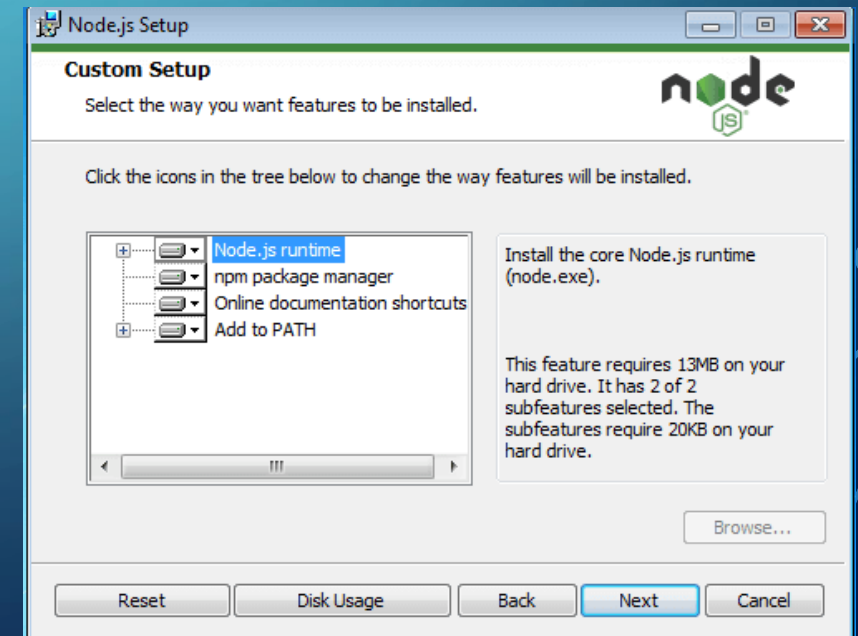 Node.js Setup
Custom Setup
Select the way you want features to be installed.
node
JS
Click the icons in the tree below to change the way features will be installed.
Node.js runtime
npm package manager
Online documentation shortcuts
Add to PATH
Install the core Node.js runtime
(node.exe).
This feature requires 13MB on your
hard drive. It has 2 of 2
subfeatures selected. The
subfeatures require 20KB on your
hard drive.
Browse...
Reset
Disk Usage
Back
Next
Cancel